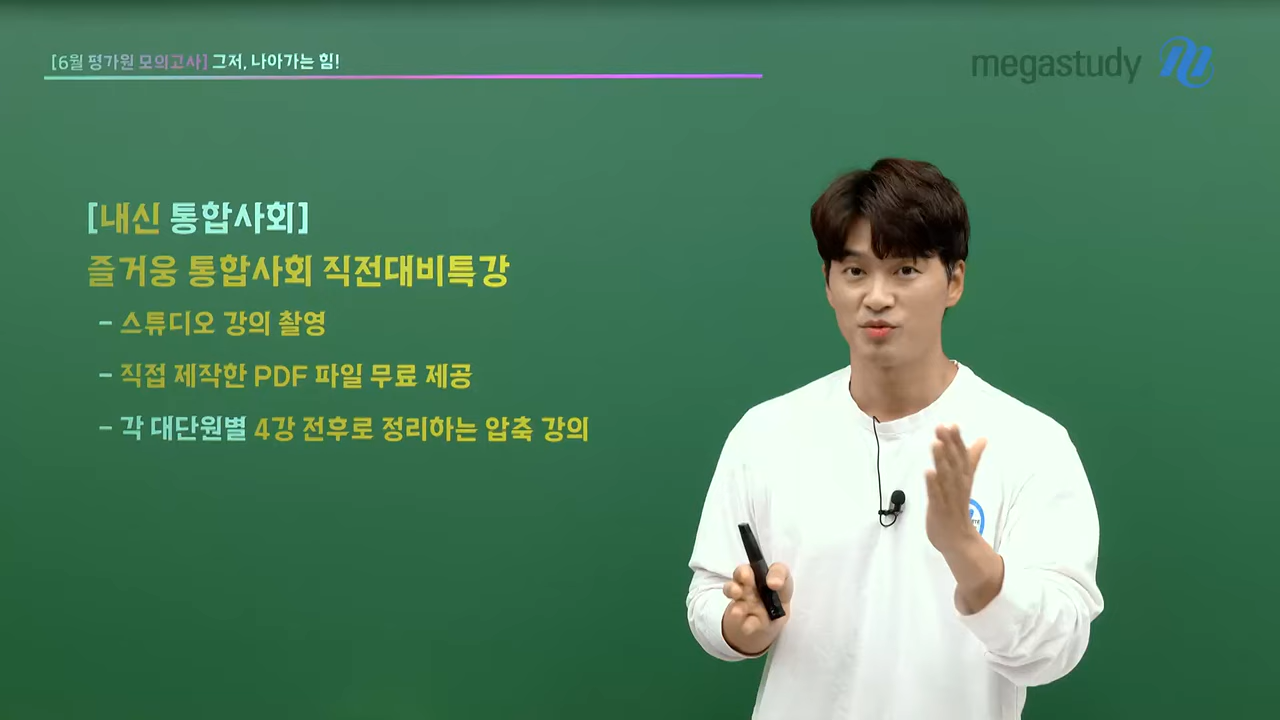 [6월 평가원 모의고사] 그저, 나아가는 힘!
megastudy
[내신 통합사회]
즐거웅 통합사회 직전대비특강
- 스튜디오 강의 촬영
- 직접 제작한 PDF 파일 무료 제공
- 각 대단원별 4강 전후로 정리하는 압축 강의